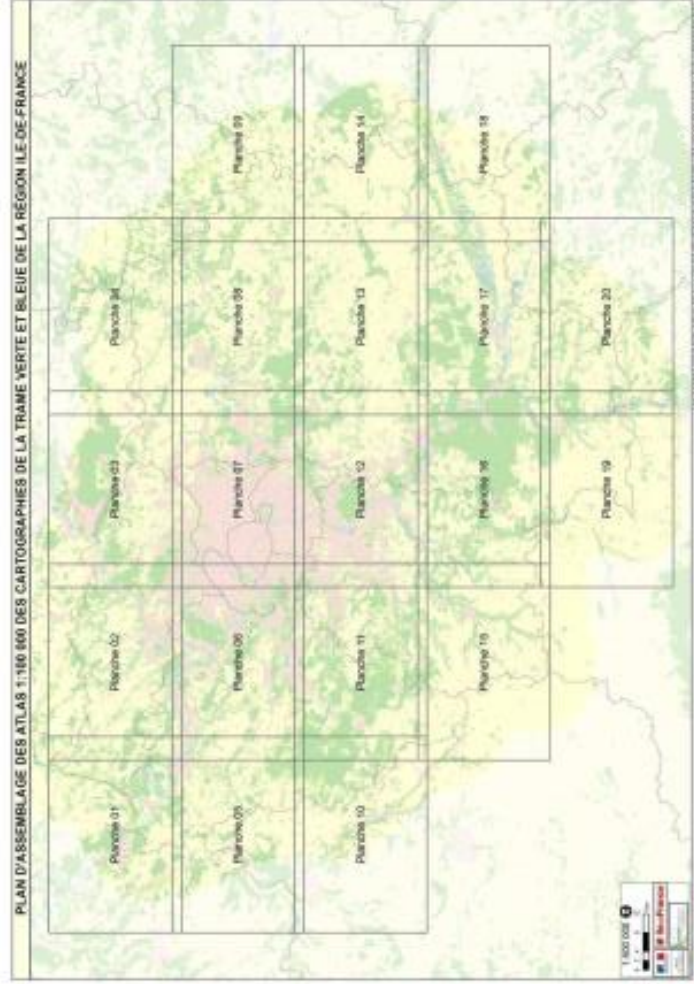 PLAN D'ASSEMBLAGE DES ATLAS 1:100 000 DES CARTOGRAPHIES DE LA TRAME VERTE ET BLEUE DE LA RÉGION ILE-DE-FRANCE
Planche 01
Planche 02
Planche 03
Planche 04
Planche 05
Planche 06
Planche 07
Planche 08
Planche 09
Planche 10
Planche 11
Planche 12
Planche 13
Planche 14
Planche 15
Planche 16
Planche 17
Planche 18
Planche 19
Planche 20